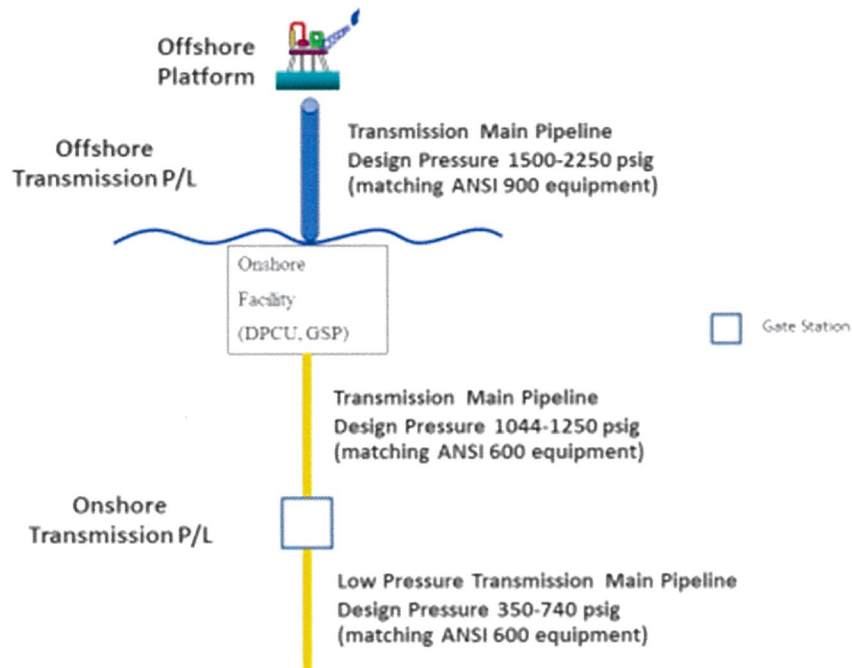 Offshore
Platform
Transmission Main Pipeline
Design Pressure 1500-2250 psig
(matching ANSI 900 equipment)
Offshore
Transmission P/L
Onshore
Facility
(DPCU, GSP)
Gate Station
Transmission Main Pipeline
Design Pressure 1044-1250 psig
(matching ANSI 600 equipment)
Onshore
Transmission P/L
Low Pressure Transmission Main Pipeline
Design Pressure 350-740 psig
(matching ANSI 600 equipment)